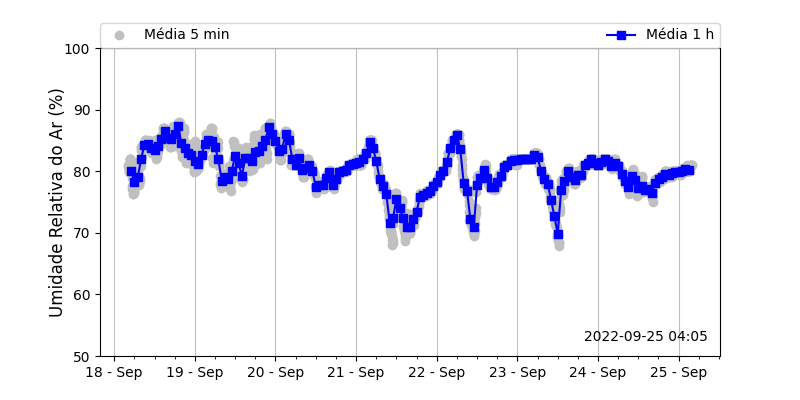 Média 5 min
Média 1 h
Umidade Relativa do Ar (%)
100
90
80
70
60
50
2022-09-25 04:05
18 - Sep
19 - Sep
20 - Sep
21 - Sep
22 - Sep
23 - Sep
24 - Sep
25 - Sep